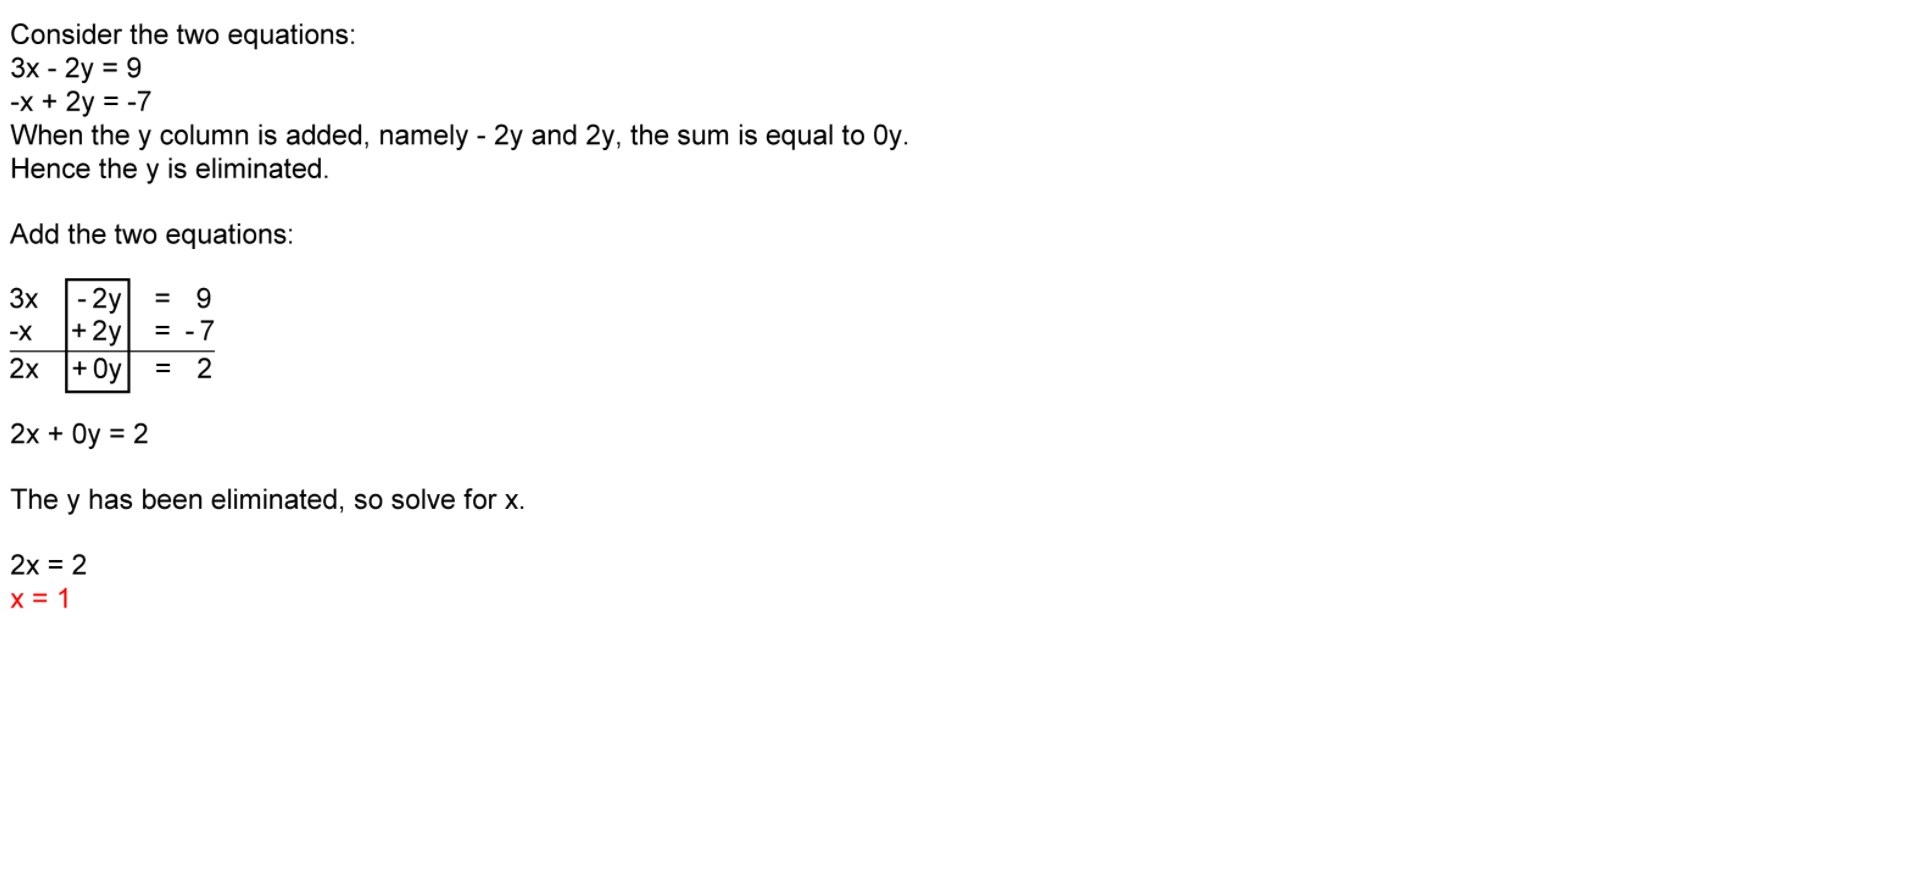 Consider the two equations:
3x - 2y = 9
-x + 2y = -7
When the y column is added, namely - 2y and 2y, the sum is equal to 0y.
Hence the y is eliminated.
Add the two equations:
3x - 2y = 9
-x + 2y = - 7
2x + 0y = 2
2x + 0y = 2
The y has been eliminated, so solve for x.
2x = 2
x = 1